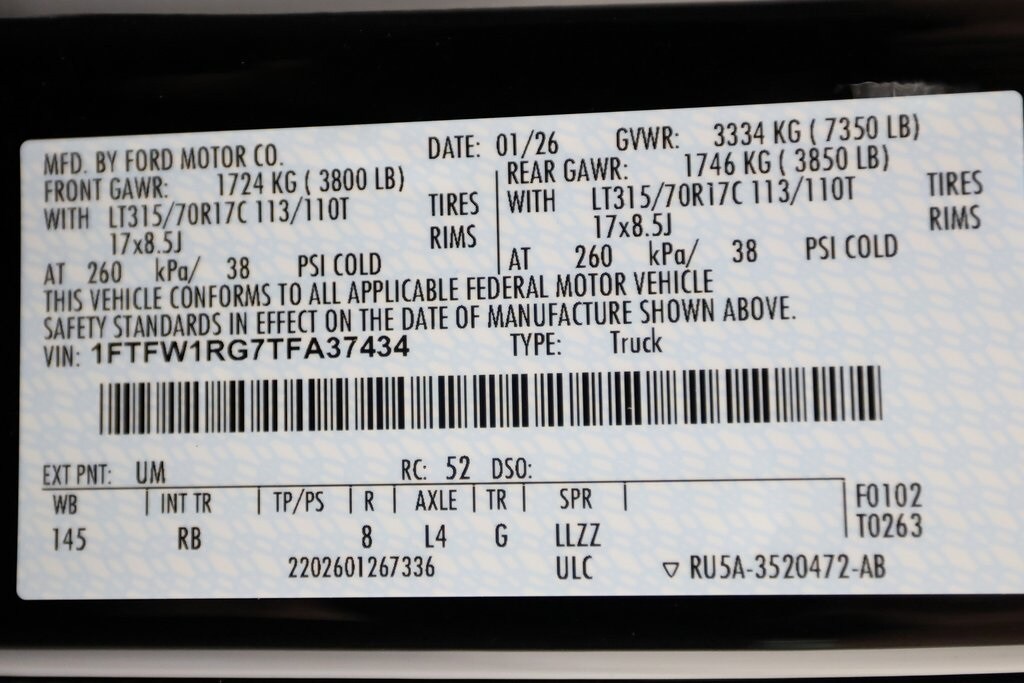 MFD. BY FORD MOTOR CO. DATE: 01/26 GVWR: 3334 KG ( 7350 LB)
FRONT GAWR: 1724 KG ( 3800 LB) REAR GAWR: 1746 KG ( 3850 LB)
WITH LT315/70R17C 113/110T TIRES WITH LT315/70R17C 113/110T TIRES
17x8.5J RIMS 17x8.5J RIMS
AT 260 kPa/ 38 PSI COLD AT 260 kPa/ 38 PSI COLD
THIS VEHICLE CONFORMS TO ALL APPLICABLE FEDERAL MOTOR VEHICLE
SAFETY STANDARDS IN EFFECT ON THE DATE OF MANUFACTURE SHOWN ABOVE.
VIN: 1FTFW1RG7TFA37434 TYPE: Truck
EXT PNT: UM RC: 52 DSO:
WB INT TR TP/PS R AXLE TR SPR F0102
145 RB 8 L4 G LLZZ T0263
2202601267336 ULC ▽ RU5A-3520472-AB